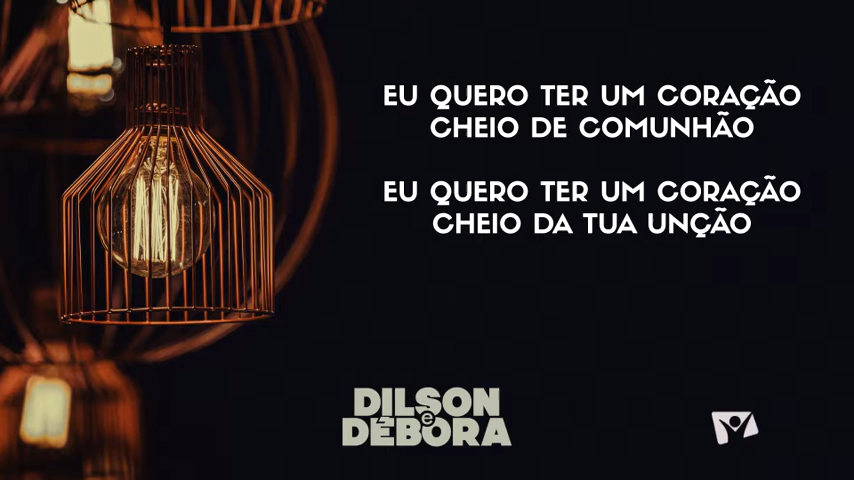 EU QUERO TER UM CORAÇÃO
CHEIO DE COMUNHÃO
EU QUERO TER UM CORAÇÃO
CHEIO DA TUA UNÇÃO
DILSON
e
DÉBORA